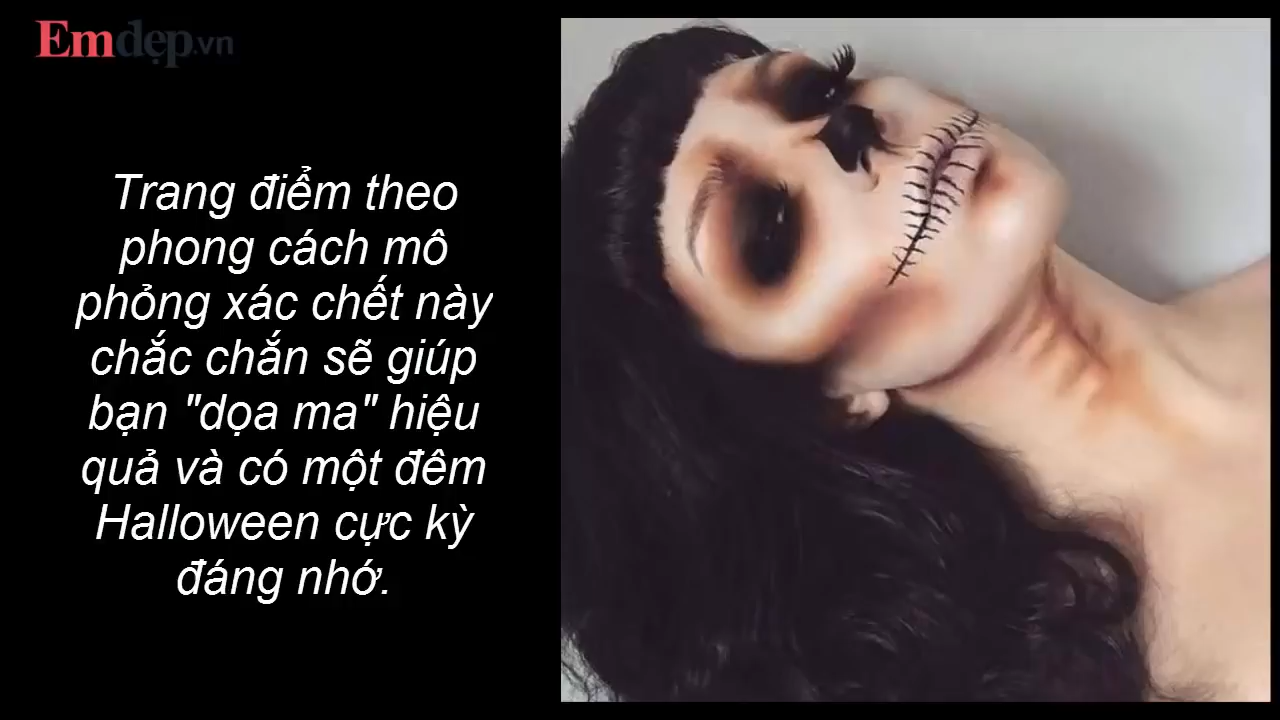 Emdẹp.vn
Trang điểm theo
phong cách mô
phỏng xác chết này
chắc chắn sẽ giúp
bạn "dọa ma" hiệu
quả và có một đêm
Halloween cực kỳ
đáng nhớ.